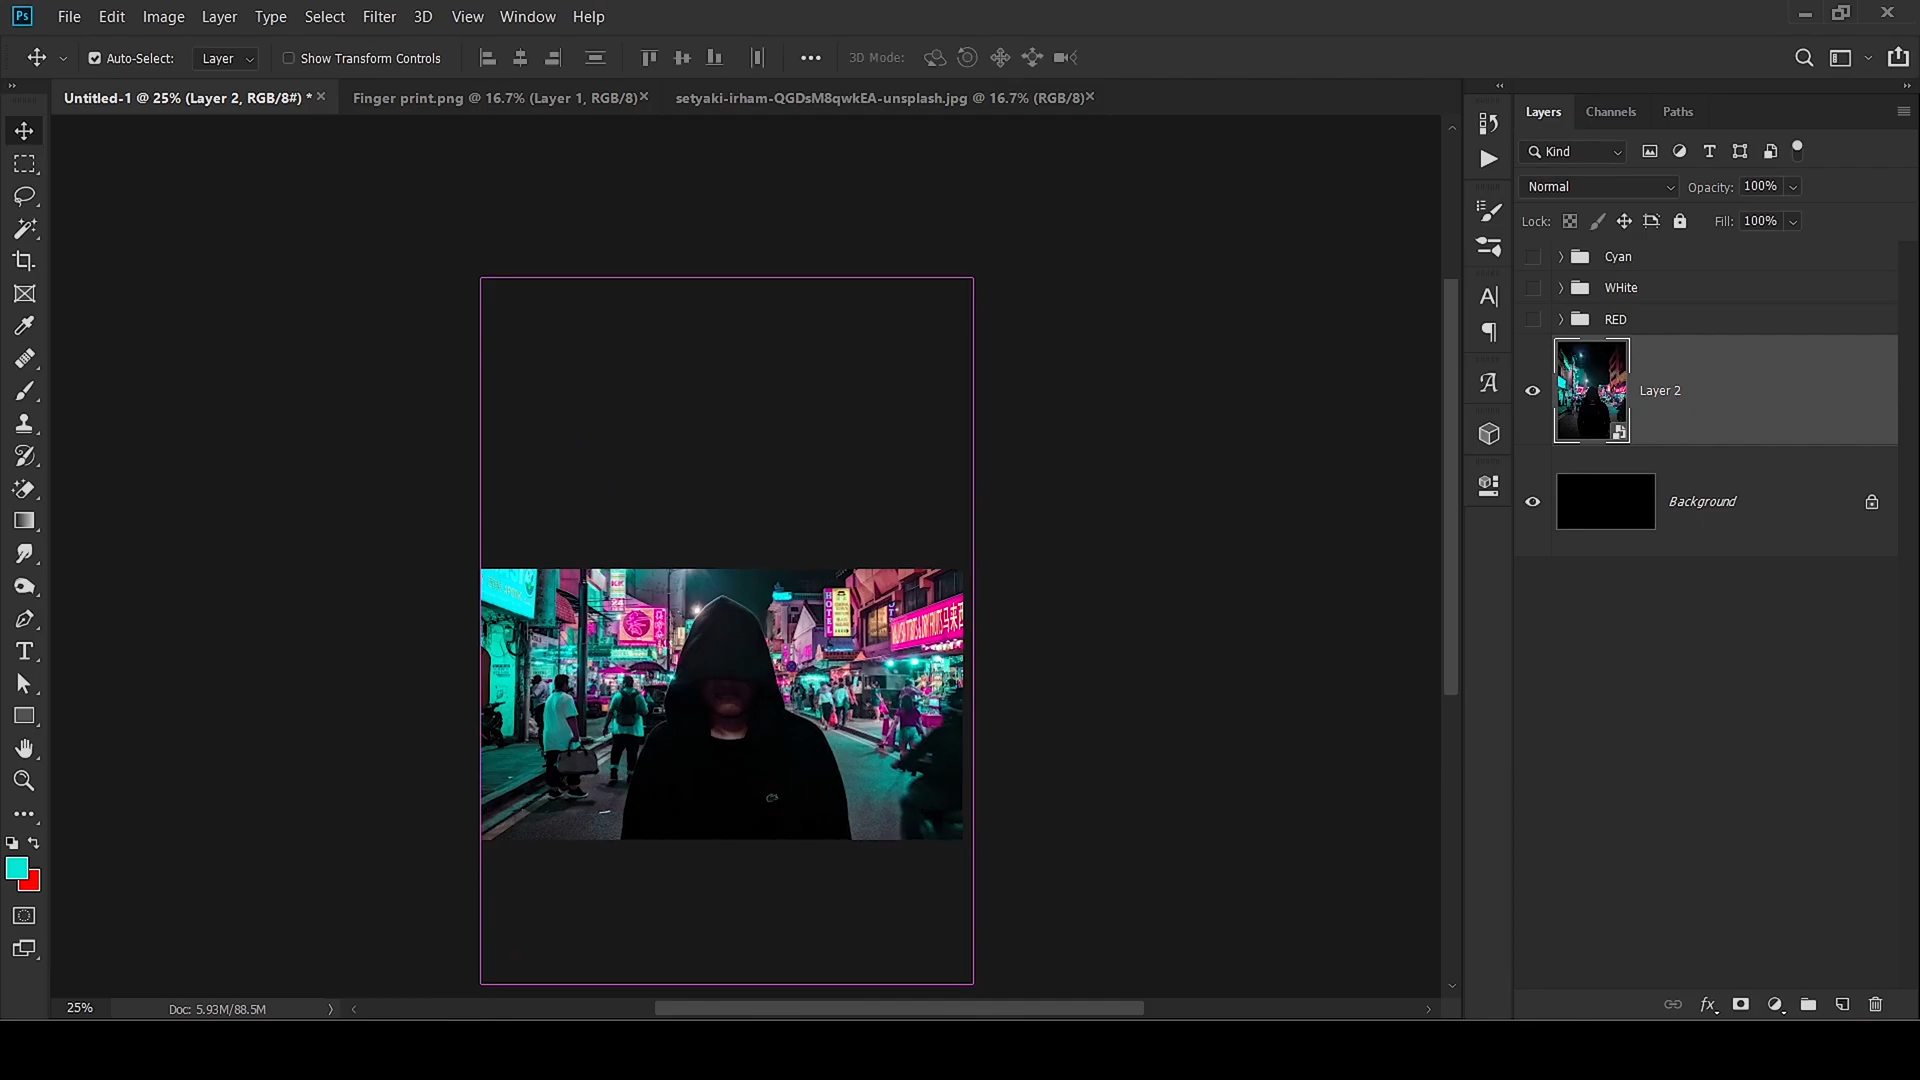 Ps File Edit Image Layer Type Select Filter 3D View Window Help
Auto-Select: Layer Show Transform Controls 3D Mode:
Untitled-1 @ 25% (Layer 2, RGB/8#) * Finger print.png @ 16.7% (Layer 1, RGB/8) setyaki-irham-QGDsM8qwkEA-unsplash.jpg @ 16.7% (RGB/8)
Layers Channels Paths
Kind
Normal Opacity: 100%
Lock: Fill: 100%
Cyan
WHite
RED
Layer 2
Background
KK
24
HOTEL
25% Doc: 5.93M/88.5M